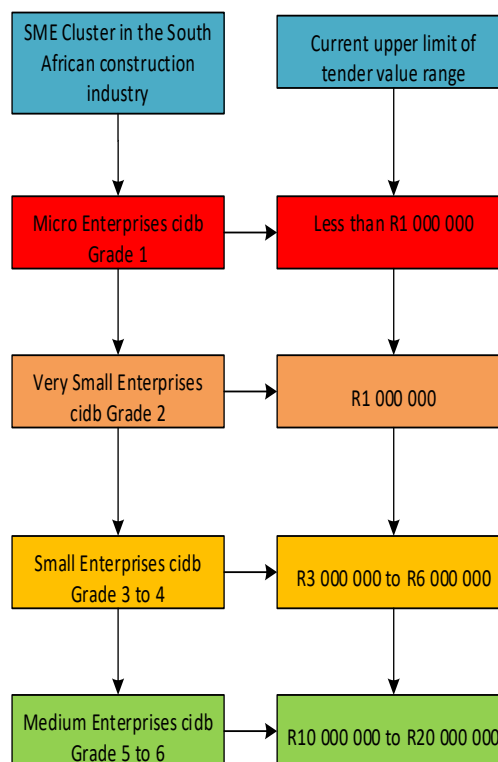 SME Cluster in the South
African construction
industry
Current upper limit of
tender value range
Micro Enterprises cidb
Grade 1
Less than R1 000 000
Very Small Enterprises
cidb Grade 2
R1 000 000
Small Enterprises cidb
Grade 3 to 4
R3 000 000 to R6 000 000
Medium Enterprises cidb
Grade 5 to 6
R10 000 000 to R20 000 000